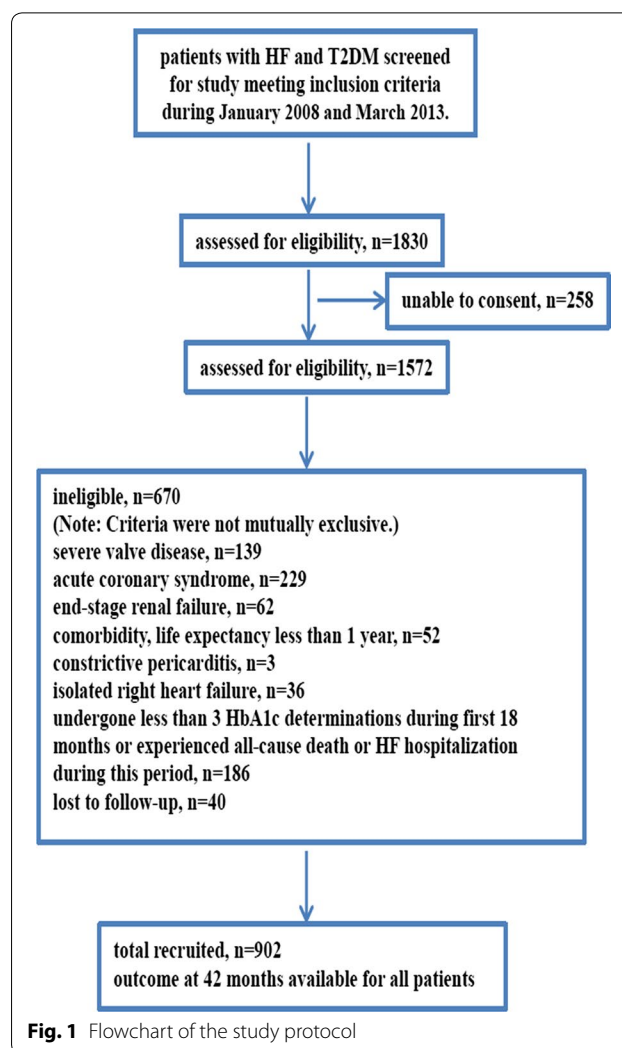 patients with HF and T2DM screened
for study meeting inclusion criteria
during January 2008 and March 2013.
assessed for eligibility, n=1830
unable to consent, n=258
assessed for eligibility, n=1572
ineligible, n=670
(Note: Criteria were not mutually exclusive.)
severe valve disease, n=139
acute coronary syndrome, n=229
end-stage renal failure, n=62
comorbidity, life expectancy less than 1 year, n=52
constrictive pericarditis, n=3
isolated right heart failure, n=36
undergone less than 3 HbA1c determinations during first 18
months or experienced all-cause death or HF hospitalization
during this period, n=186
lost to follow-up, n=40
total recruited, n=902
outcome at 42 months available for all patients
Fig. 1 Flowchart of the study protocol